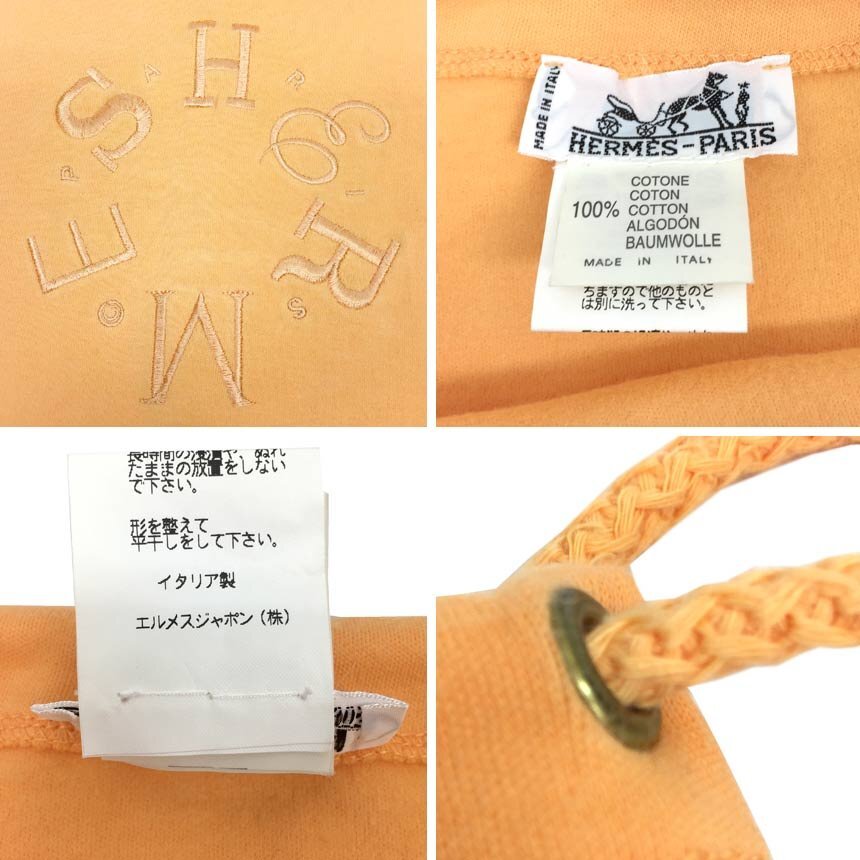 HERMES
PARIS
©
MADE IN ITALY
HERMÈS-PARIS
100%
COTONE
COTON
COTTON
ALGODÓN
BAUMWOLLE
MADE IN ITALY
ちますので他のものと
は別に洗って下さい。
たままの放置をしない
で下さい。
形を整えて
平干しをして下さい。
イタリア製
エルメスジャポン(株)